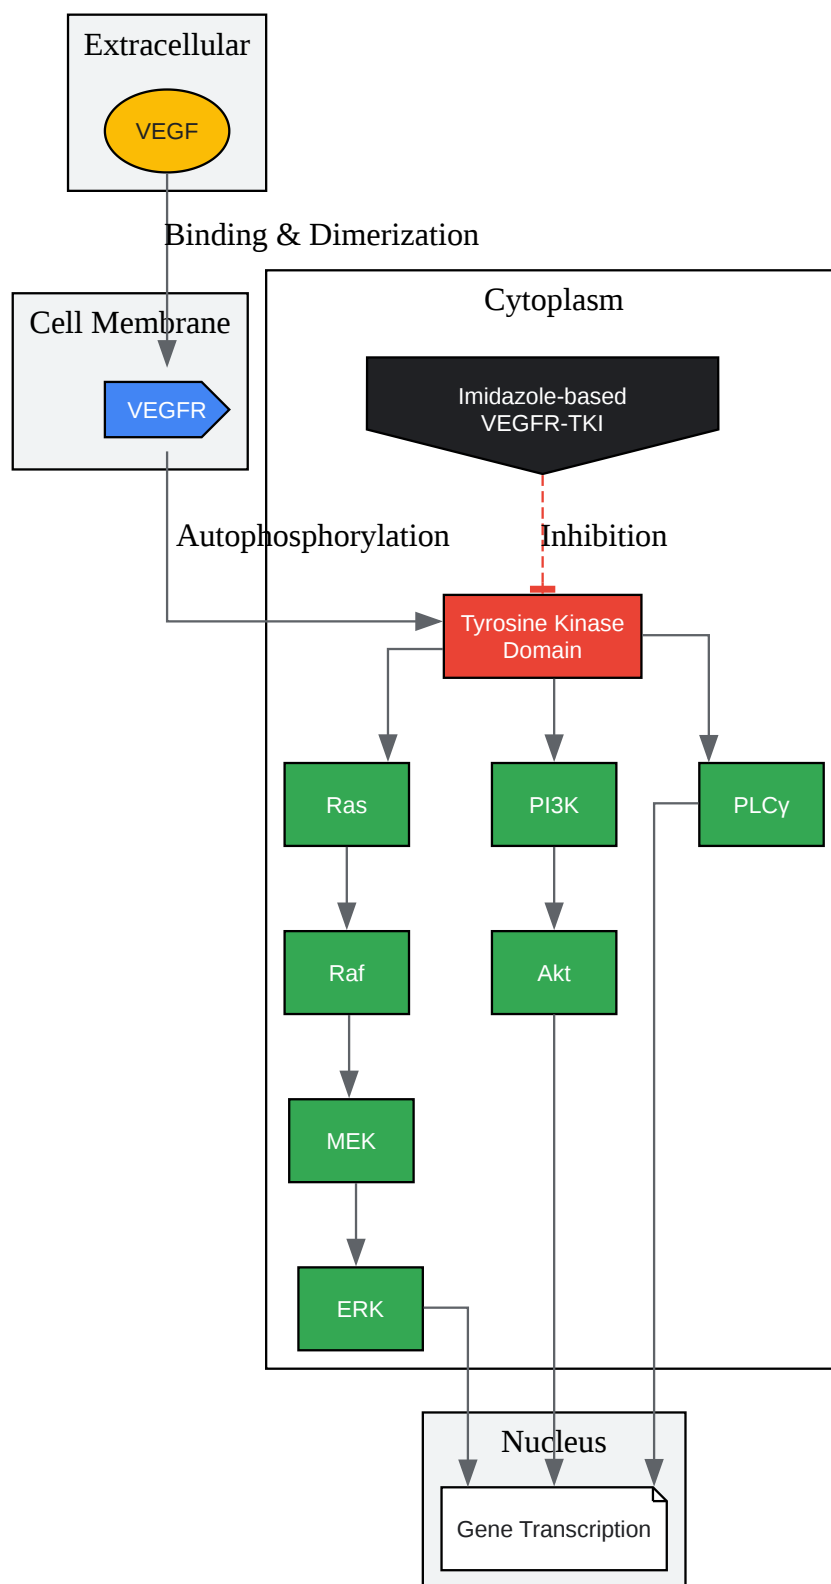 Extracellular
VEGF
Binding & Dimerization
Cell Membrane
VEGFR
Cytoplasm
Imidazole-based
VEGFR-TKI
Autophosphorylation
Inhibition
Tyrosine Kinase
Domain
Ras
PI3K
PLCγ
Raf
Akt
MEK
ERK
Nucleus
Gene Transcription